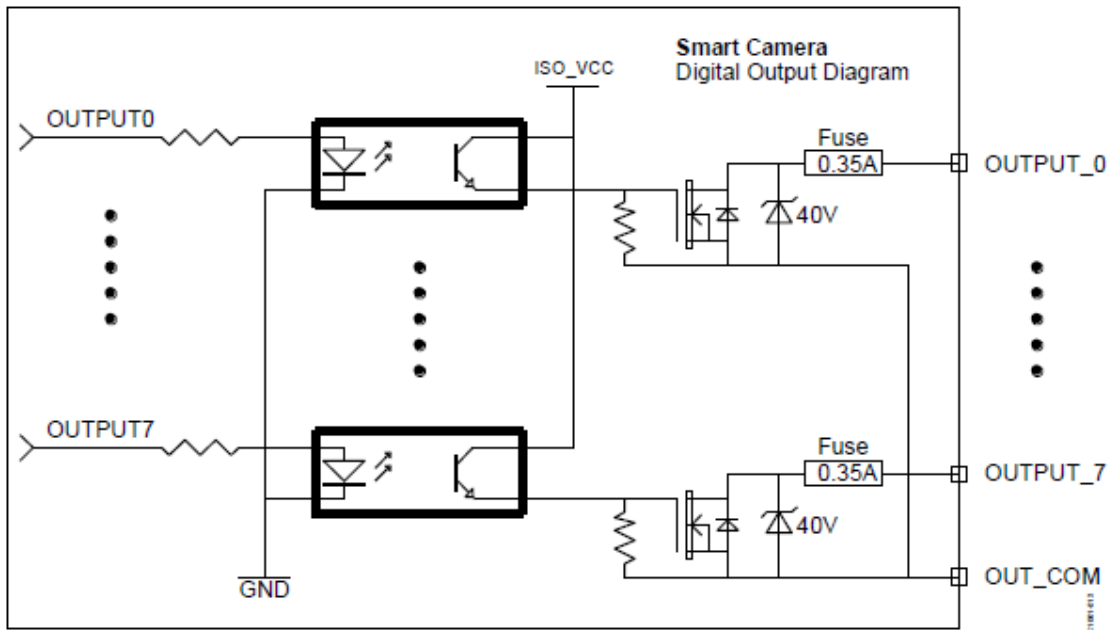 Smart Camera
Digital Output Diagram
ISO_VCC
OUTPUT0
Fuse
0.35A
OUTPUT_0
40V
OUTPUT7
Fuse
0.35A
OUTPUT_7
40V
GND
OUT_COM